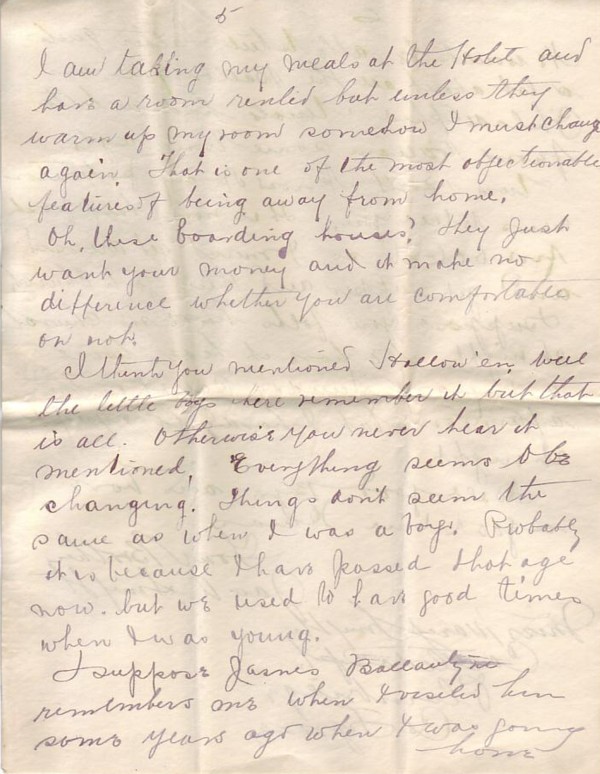 5
I am taking my meals at the Hotel and
have a room rented but unless they
warm up my room somehow I must change
again. That is one of the most objectionable
features of being away from home.
Oh, these boarding houses! They just
want your money and it make no
difference whether you are comfortable
or not.
I think you mentioned Hallow'en, well
the little boys here remember it but that
is all. Otherwise you never hear it
mentioned. Everything seems to be
changing. Things don't seem the
same as when I was a boy. Probably
it is because I have passed that age
now. but we used to have good times
when I was young.
I suppose James Ballantyne
remembers me when I visited him
some years ago when I was going
home